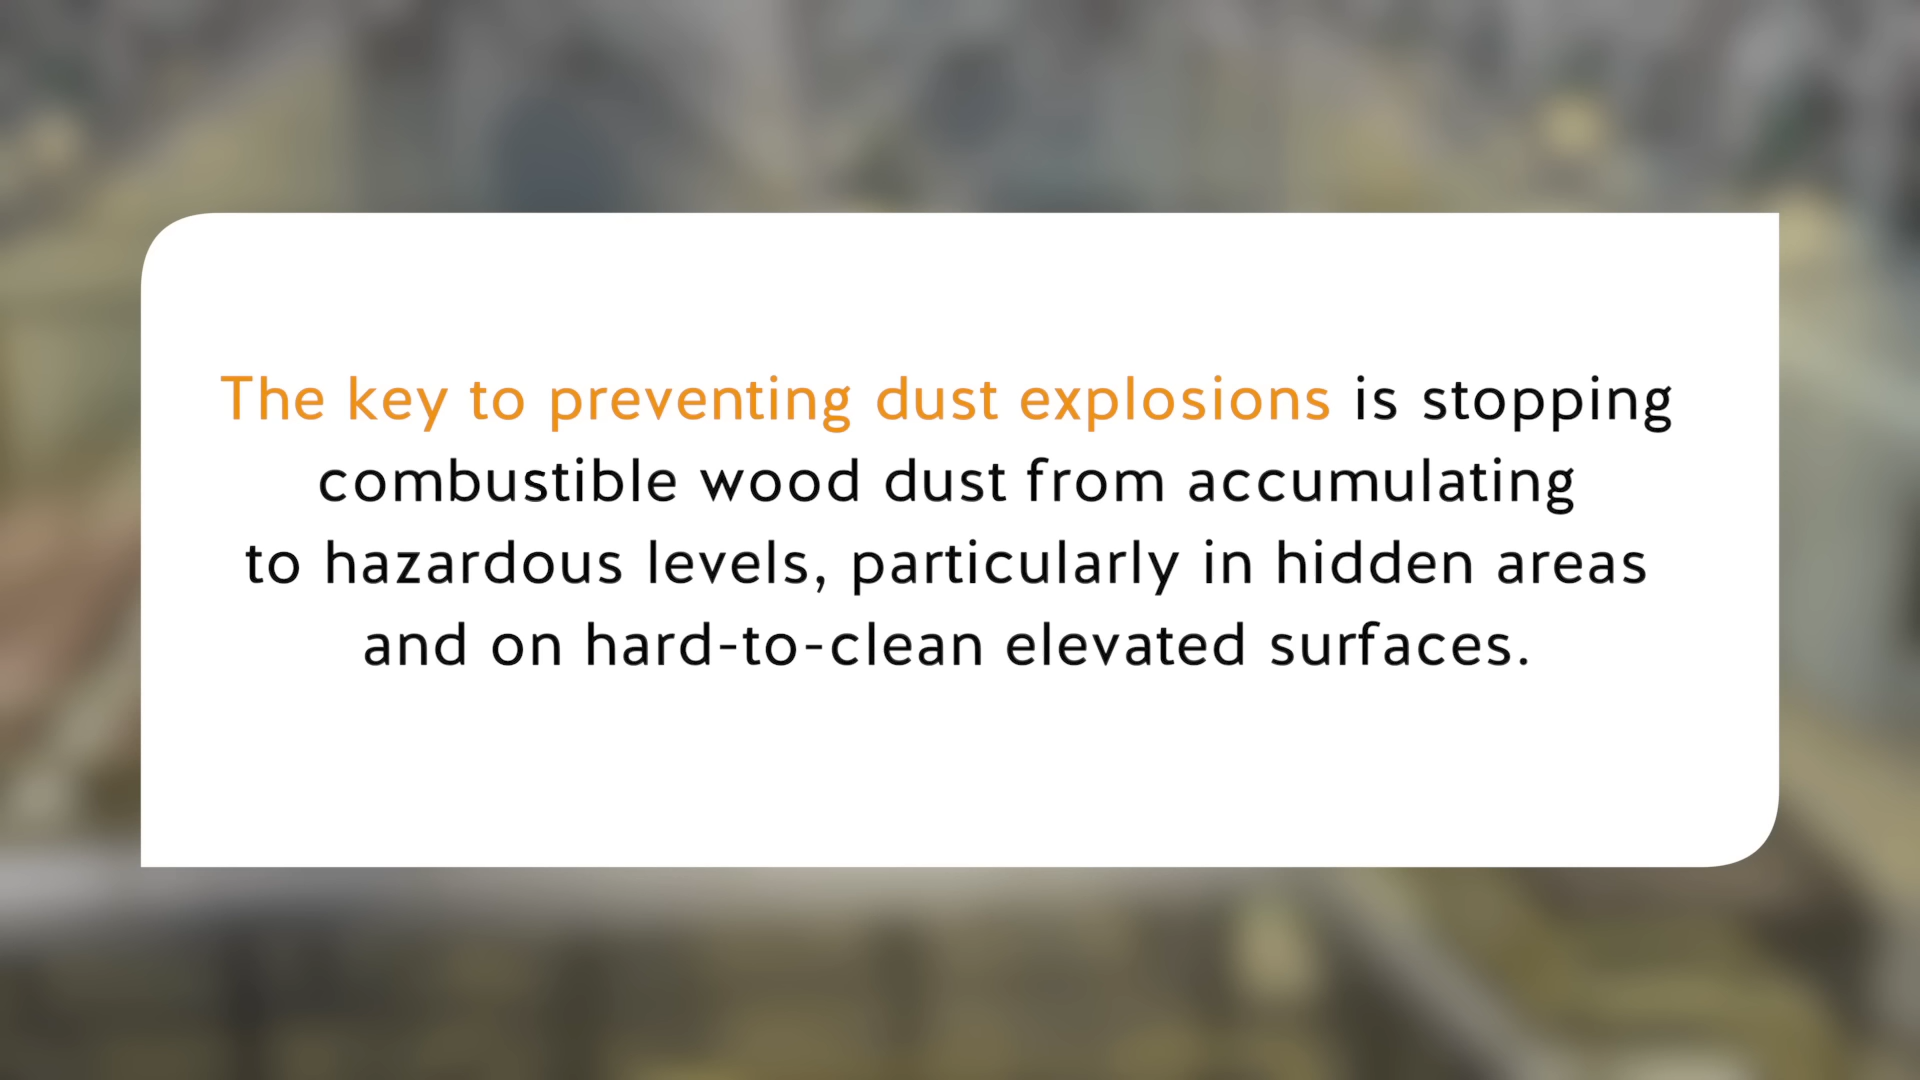 The key to preventing dust explosions is stopping
combustible wood dust from accumulating
to hazardous levels, particularly in hidden areas
and on hard-to-clean elevated surfaces.